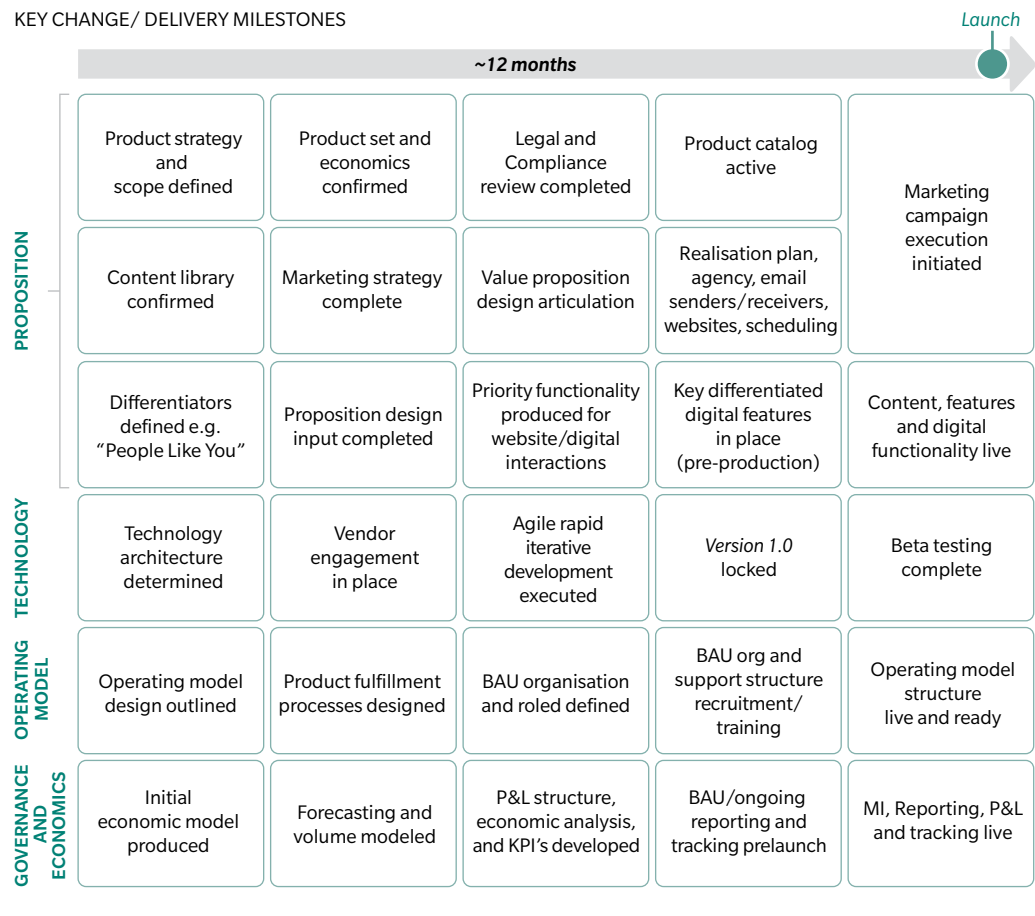 KEY CHANGE/ DELIVERY MILESTONES
Launch
~12 months
PROPOSITION
Product strategy
and
scope defined
Product set and
economics
confirmed
Legal and
Compliance
review completed
Product catalog
active
Marketing
campaign
execution
initiated
Content library
confirmed
Marketing strategy
complete
Value proposition
design articulation
Realisation plan,
agency, email
senders/receivers,
websites, scheduling
Differentiators
defined e.g.
“People Like You”
Proposition design
input completed
Priority functionality
produced for
website/digital
interactions
Key differentiated
digital features
in place
(pre-production)
Content, features
and digital
functionality live
TECHNOLOGY
Technology
architecture
determined
Vendor
engagement
in place
Agile rapid
iterative
development
executed
Version 1.0
locked
Beta testing
complete
OPERATING
MODEL
Operating model
design outlined
Product fulfillment
processes designed
BAU organisation
and roled defined
BAU org and
support structure
recruitment/
training
Operating model
structure
live and ready
GOVERNANCE
AND
ECONOMICS
Initial
economic model
produced
Forecasting and
volume modeled
P&L structure,
economic analysis,
and KPI’s developed
BAU/ongoing
reporting and
tracking prelaunch
MI, Reporting, P&L
and tracking live